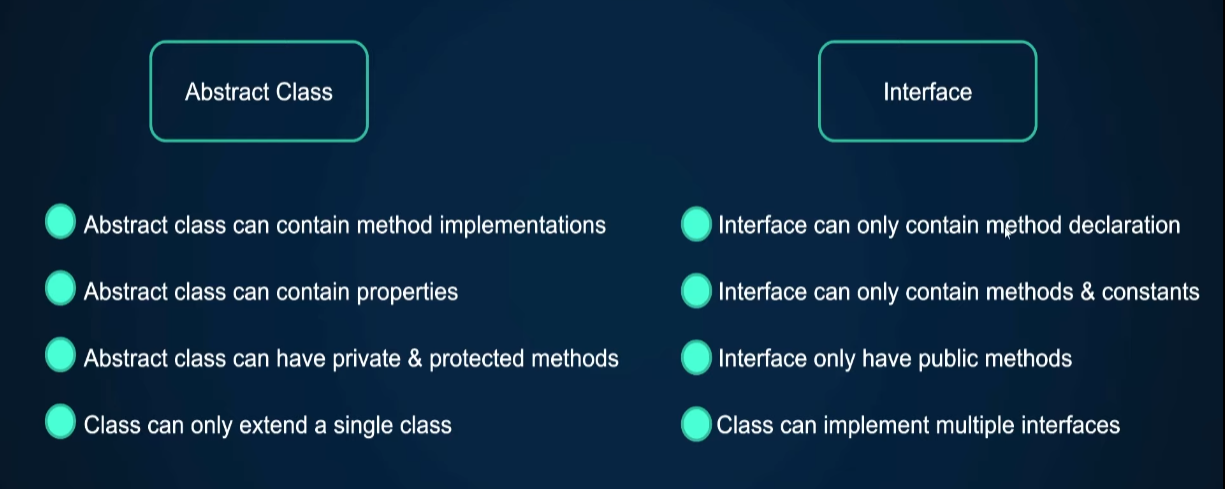 Abstract Class
Interface
Abstract class can contain method implementations
Abstract class can contain properties
Abstract class can have private & protected methods
Class can only extend a single class
Interface can only contain method declaration
Interface can only contain methods & constants
Interface only have public methods
Class can implement multiple interfaces